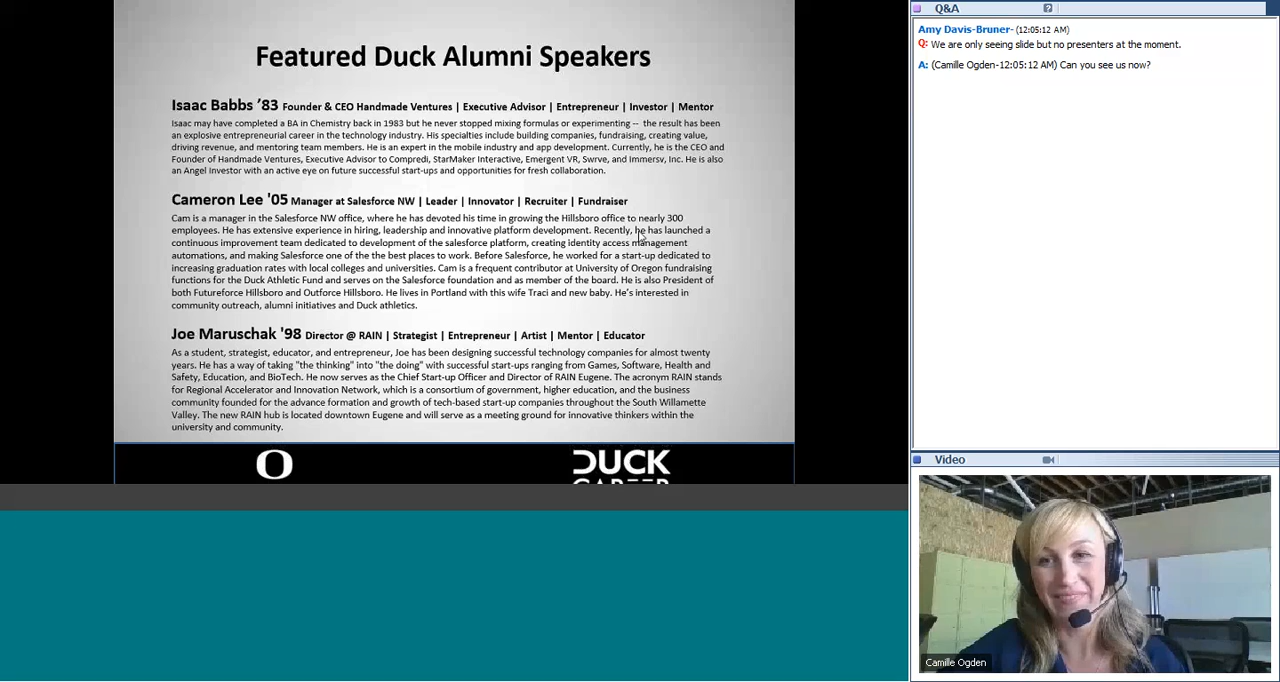 Featured Duck Alumni Speakers
Isaac Babbs ’83 Founder & CEO Handmade Ventures | Executive Advisor | Entrepreneur | Investor | Mentor
Isaac may have completed a BA in Chemistry back in 1983 but he never stopped mixing formulas or experimenting -- the result has been
an explosive entrepreneurial career in the technology industry. His specialties include building companies, fundraising, creating value,
driving revenue, and mentoring team members. He is an expert in the mobile industry and app development. Currently, he is the CEO and
Founder of Handmade Ventures, Executive Advisor to Compredi, StarMaker Interactive, Emergent VR, Swrve, and Immersv, Inc. He is also
an Angel Investor with an active eye on future successful start-ups and opportunities for fresh collaboration.
Cameron Lee '05 Manager at Salesforce NW | Leader | Innovator | Recruiter | Fundraiser
Cam is a manager in the Salesforce NW office, where he has devoted his time in growing the Hillsboro office to nearly 300
employees. He has extensive experience in hiring, leadership and innovative platform development. Recently, he has launched a
continuous improvement team dedicated to development of the salesforce platform, creating identity access management
automations, and making Salesforce one of the the best places to work. Before Salesforce, he worked for a start-up dedicated to
increasing graduation rates with local colleges and universities. Cam is a frequent contributor at University of Oregon fundraising
functions for the Duck Athletic Fund and serves on the Salesforce foundation and as member of the board. He is also President of
both Futureforce Hillsboro and Outforce Hillsboro. He lives in Portland with this wife Traci and new baby. He’s interested in
community outreach, alumni initiatives and Duck athletics.
Joe Maruschak '98 Director @ RAIN | Strategist | Entrepreneur | Artist | Mentor | Educator
As a student, strategist, educator, and entrepreneur, Joe has been designing successful technology companies for almost twenty
years. He has a way of taking "the thinking" into "the doing" with successful start-ups ranging from Games, Software, Health and
Safety, Education, and BioTech. He now serves as the Chief Start-up Officer and Director of RAIN Eugene. The acronym RAIN stands
for Regional Accelerator and Innovation Network, which is a consortium of government, higher education, and the business
community founded for the advance formation and growth of tech-based start-up companies throughout the South Willamette
Valley. The new RAIN hub is located downtown Eugene and will serve as a meeting ground for innovative thinkers within the
university and community.
O
DUCK
CAREER
Q&A
Amy Davis-Bruner- (12:05:12 AM)
Q: We are only seeing slide but no presenters at the moment.
A: (Camille Ogden-12:05:12 AM) Can you see us now?
Video
Camille Ogden